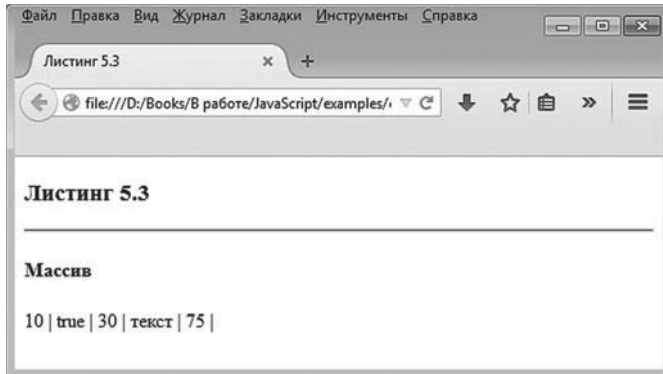 Файл Правка Вид Журнал Закладки Инструменты Справка
Листинг 5.3
file:///D:/Books/В работе/JavaScript/examples/
Листинг 5.3
Массив
10 | true | 30 | текст | 75 |